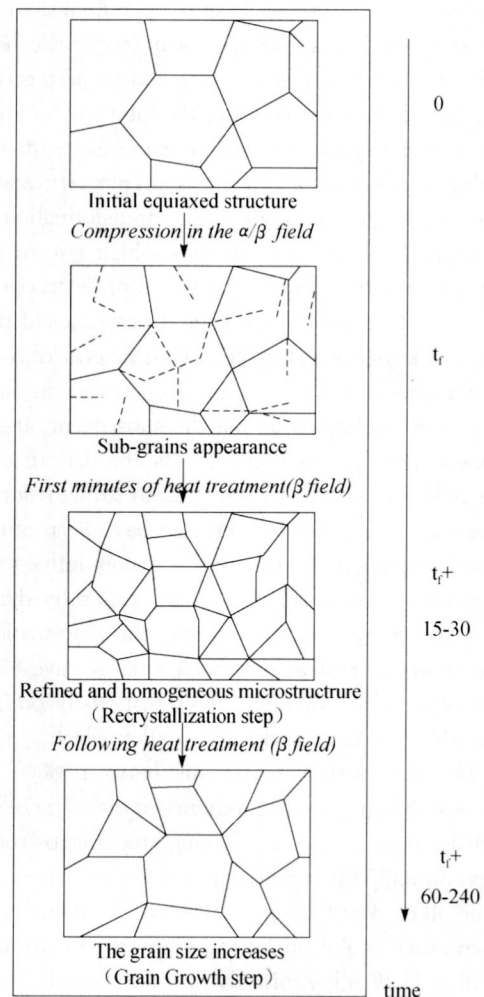 0
Initial equiaxed structure
Compression in the α/β field
t_f
Sub-grains appearance
First minutes of heat treatment(β field)
t_f+
15-30
Refined and homogeneous microstructrure
(Recrystallization step)
Following heat treatment (β field)
t_f+
60-240
The grain size increases
(Grain Growth step)
time